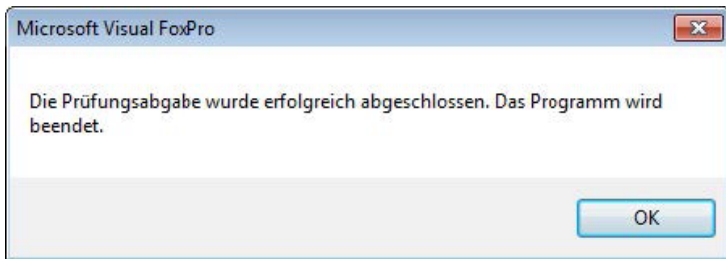 Microsoft Visual FoxPro
Die Prüfungsabgabe wurde erfolgreich abgeschlossen. Das Programm wird
beendet.
OK